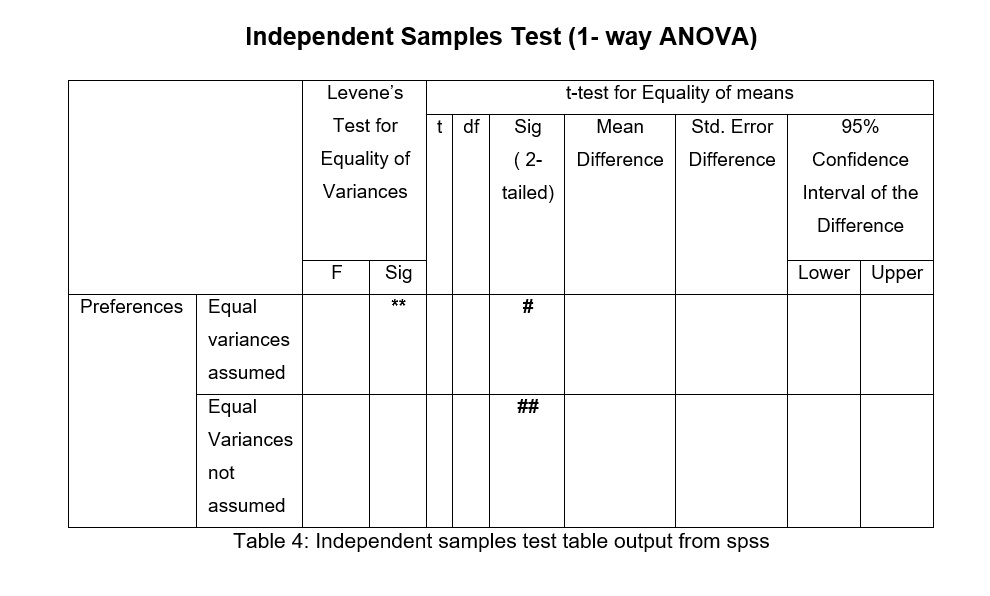 Independent Samples Test (1- way ANOVA)
Levene's
Test for
Equality of
Variances
t-test for Equality of means
t
df
Sig
( 2-
tailed)
Mean
Difference
Std. Error
Difference
95%
Confidence
Interval of the
Difference
F
Sig
Lower
Upper
Preferences
Equal
variances
assumed
**
#
Equal
Variances
not
assumed
##
Table 4: Independent samples test table output from spss